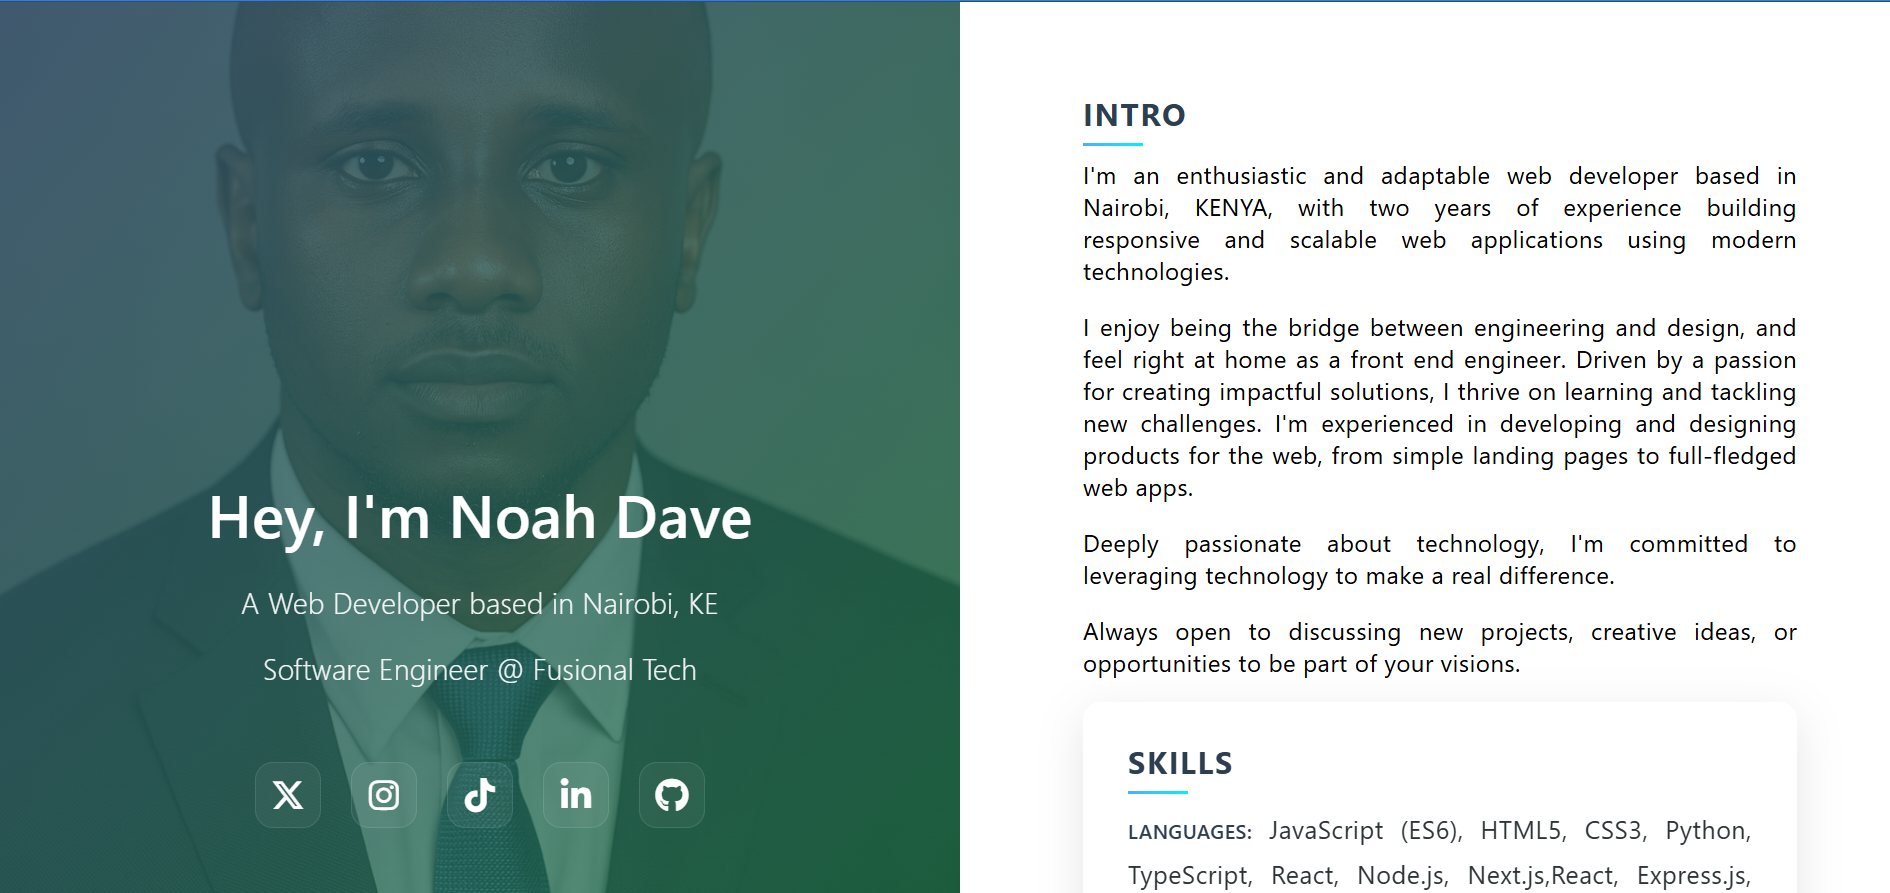 Hey, I'm Noah Dave
A Web Developer based in Nairobi, KE
Software Engineer @ Fusional Tech
INTRO
I'm an enthusiastic and adaptable web developer based in
Nairobi, KENYA, with two years of experience building
responsive and scalable web applications using modern
technologies.
I enjoy being the bridge between engineering and design, and
feel right at home as a front end engineer. Driven by a passion
for creating impactful solutions, I thrive on learning and tackling
new challenges. I'm experienced in developing and designing
products for the web, from simple landing pages to full-fledged
web apps.
Deeply passionate about technology, I'm committed to
leveraging technology to make a real difference.
Always open to discussing new projects, creative ideas, or
opportunities to be part of your visions.
SKILLS
LANGUAGES: JavaScript (ES6), HTML5, CSS3, Python,
TypeScript, React, Node.js, Next.js,React, Express.js,